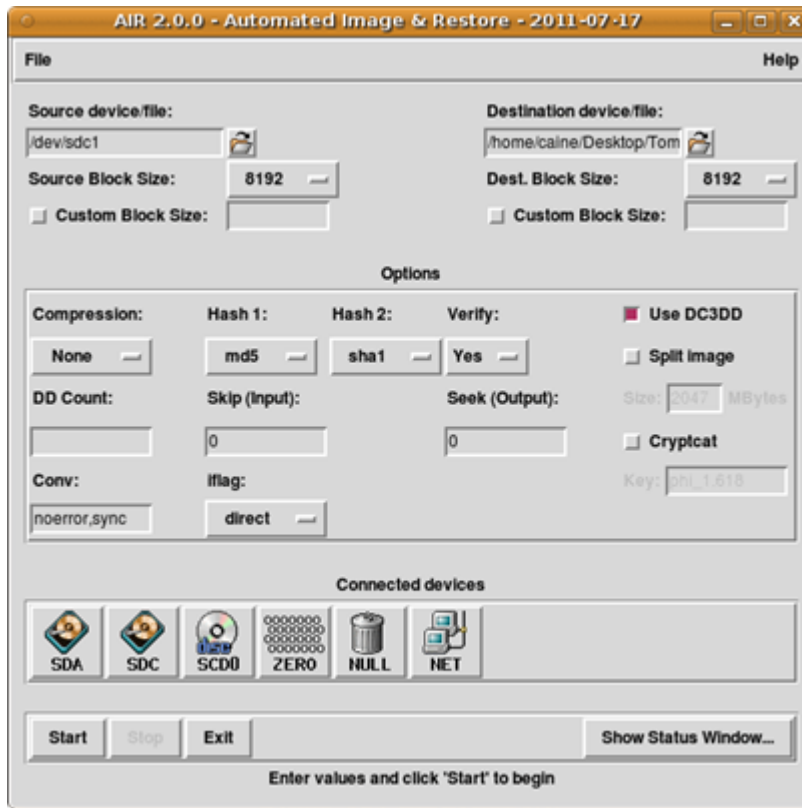 AIR 2.0.0 - Automated Image & Restore - 2011-07-17
File Help
Source device/file: Destination device/file:
/dev/sdc1 /home/caine/Desktop/Tom
Source Block Size: 8192 Dest. Block Size: 8192
Custom Block Size: Custom Block Size:
Options
Compression: Hash 1: Hash 2: Verify: Use DC3DD
None md5 sha1 Yes Split image
DD Count: Skip (Input): Seek (Output): Size: 2047 MBytes
0 0 Cryptcat
Conv: Iflag: Key: phi_1.618
noerror,sync direct
Connected devices
SDA SDC disc SCD0 ZERO NULL NET
Start Stop Exit Show Status Window...
Enter values and click 'Start' to begin